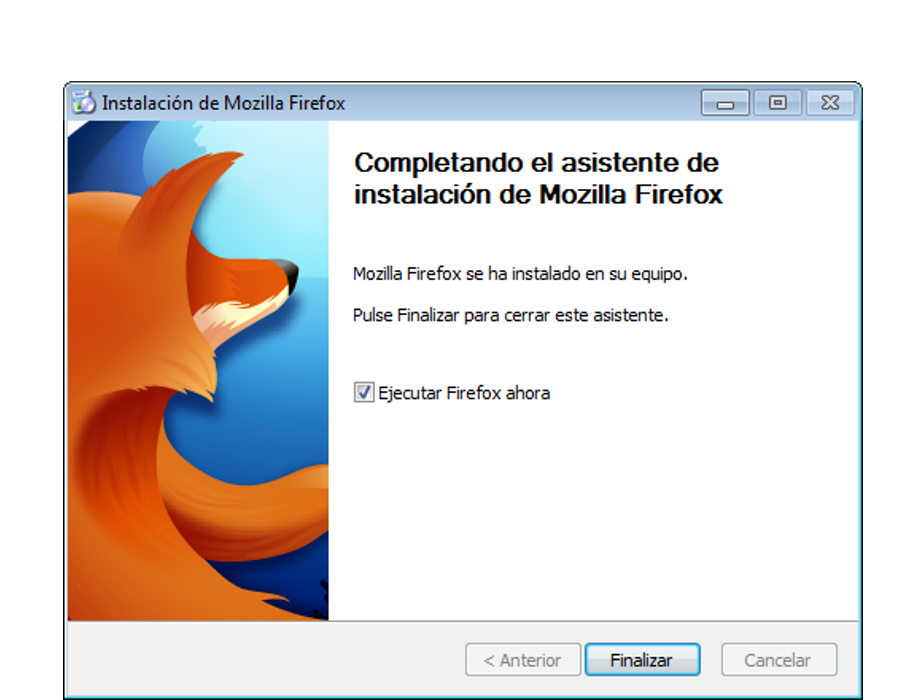 Instalación de Mozilla Firefox
Completando el asistente de
instalación de Mozilla Firefox
Mozilla Firefox se ha instalado en su equipo.
Pulse Finalizar para cerrar este asistente.
Ejecutar Firefox ahora
< Anterior
Finalizar
Cancelar